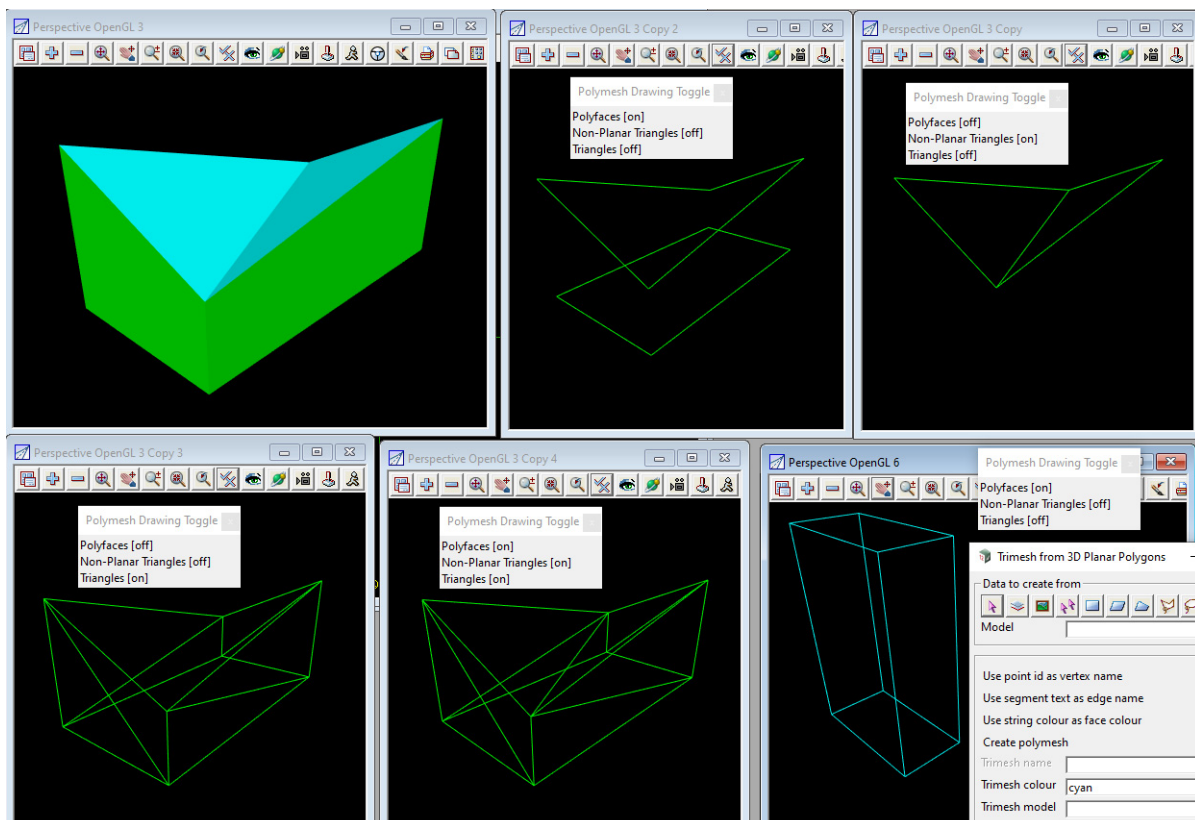 Perspective OpenGL 3
Perspective OpenGL 3 Copy 2
Perspective OpenGL 3 Copy
Polymesh Drawing Toggle
Polyfaces [on]
Non-Planar Triangles [off]
Triangles [off]
Polymesh Drawing Toggle
Polyfaces [off]
Non-Planar Triangles [on]
Triangles [off]
Perspective OpenGL 3 Copy 3
Polymesh Drawing Toggle
Polyfaces [off]
Non-Planar Triangles [off]
Triangles [on]
Perspective OpenGL 3 Copy 4
Polymesh Drawing Toggle
Polyfaces [on]
Non-Planar Triangles [on]
Triangles [on]
Perspective OpenGL 6
Polymesh Drawing Toggle
Polyfaces [on]
Non-Planar Triangles [off]
Triangles [off]
Trimesh from 3D Planar Polygons
Data to create from
Model
Use point id as vertex name
Use segment text as edge name
Use string colour as face colour
Create polymesh
Trimesh name
Trimesh colour cyan
Trimesh model